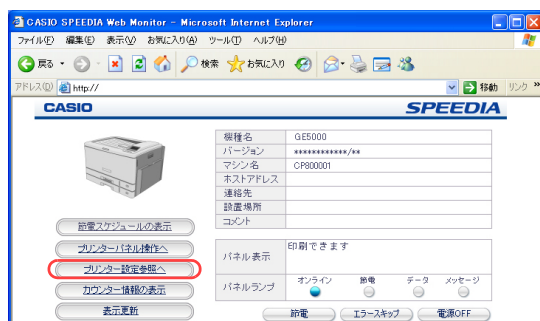 CASIO SPEEDIA Web Monitor - Microsoft Internet Explorer
ファイル(F) 編集(E) 表示(V) お気に入り(A) ツール(T) ヘルプ(H)
戻る 検索 お気に入り
アドレス(D) http:// 移動 リンク »
CASIO SPEEDIA
機種名 GE5000
バージョン ************/**
マシン名 CP800001
ホストアドレス
連絡先
設置場所
コメント
節電スケジュールの表示
プリンターパネル操作へ
プリンター設定参照へ
カウンター情報の表示
表示更新
パネル表示 印刷できます
パネルランプ オンライン 節電 データ メッセージ
節電 エラースキップ 電源OFF